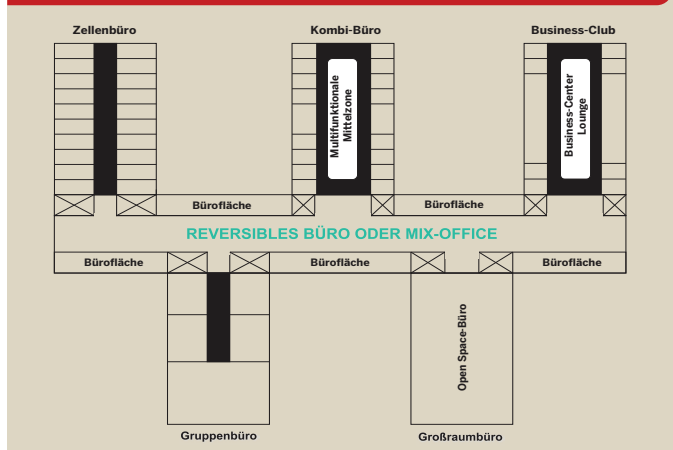 Zellenbüro
Kombi-Büro
Business-Club
Multifunktionale
Mittelzone
Business-Center
Lounge
Bürofläche
Bürofläche
REVERSIBLES BÜRO ODER MIX-OFFICE
Bürofläche
Bürofläche
Bürofläche
Open Space-Büro
Gruppenbüro
Großraumbüro